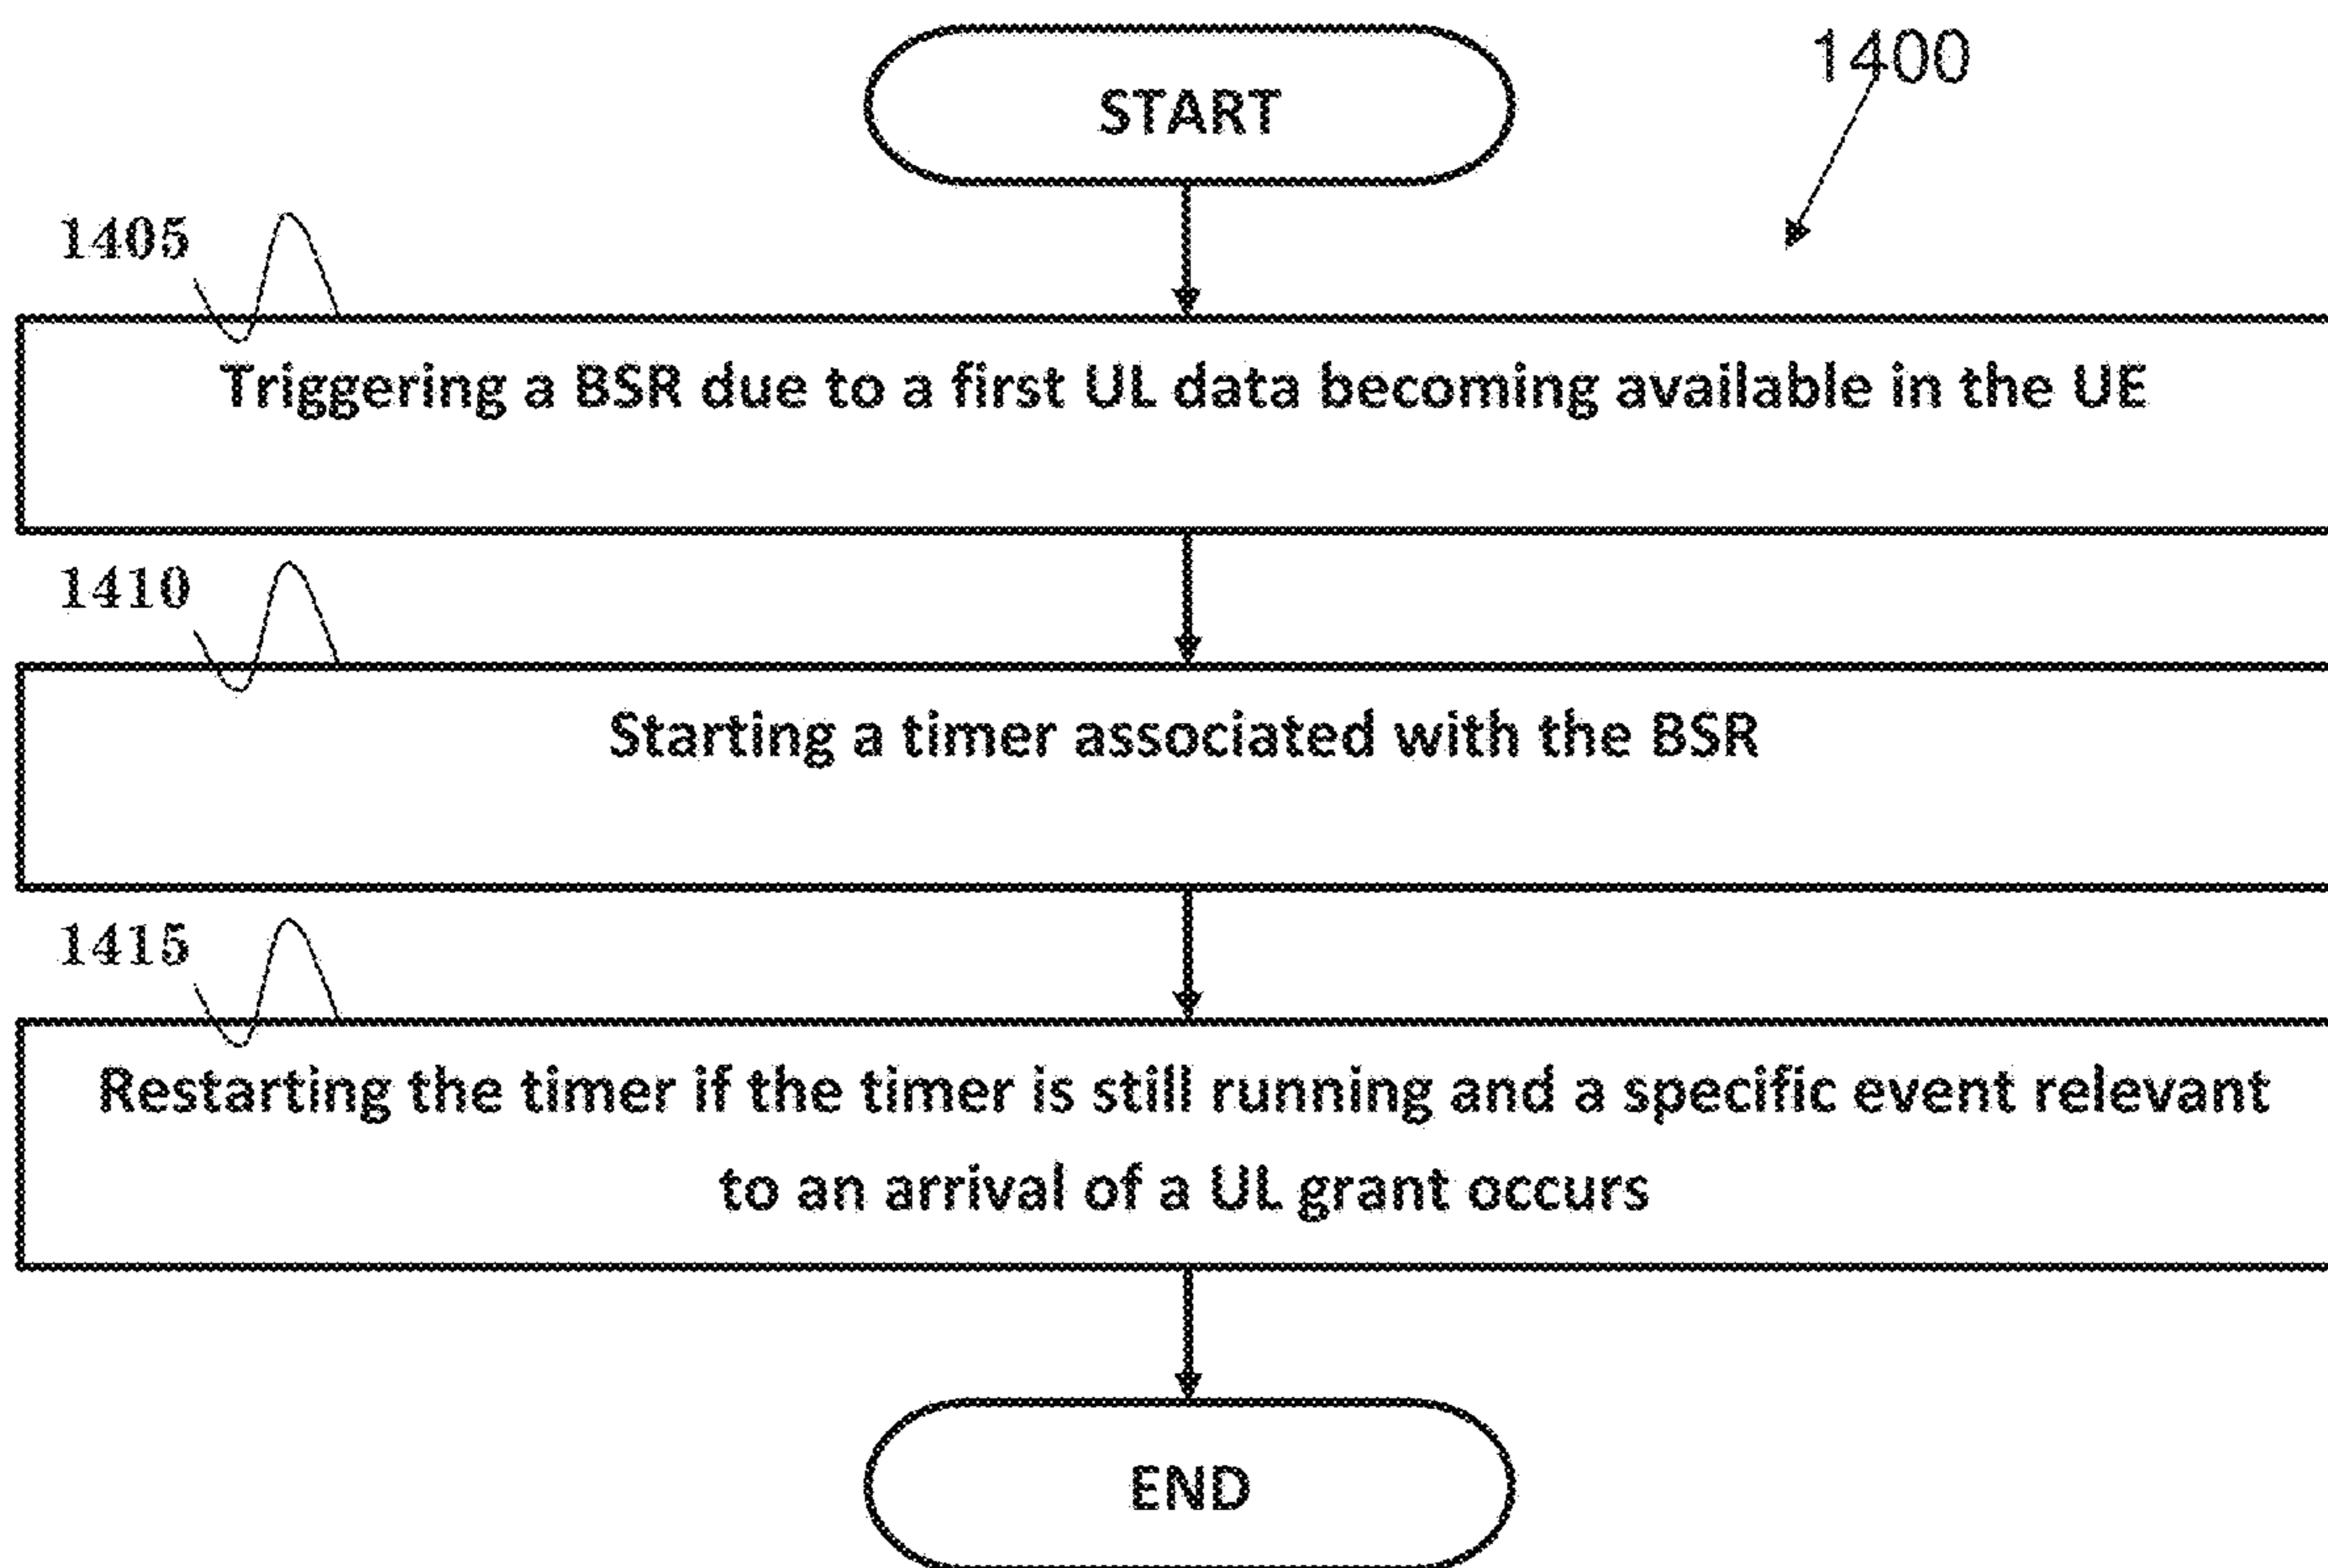 START
1400
1405
Triggering a BSR due to a first UL data becoming available in the UE
1410
Starting a timer associated with the BSR
1415
Restarting the timer if the timer is still running and a specific event relevant
to an arrival of a UL grant occurs
END